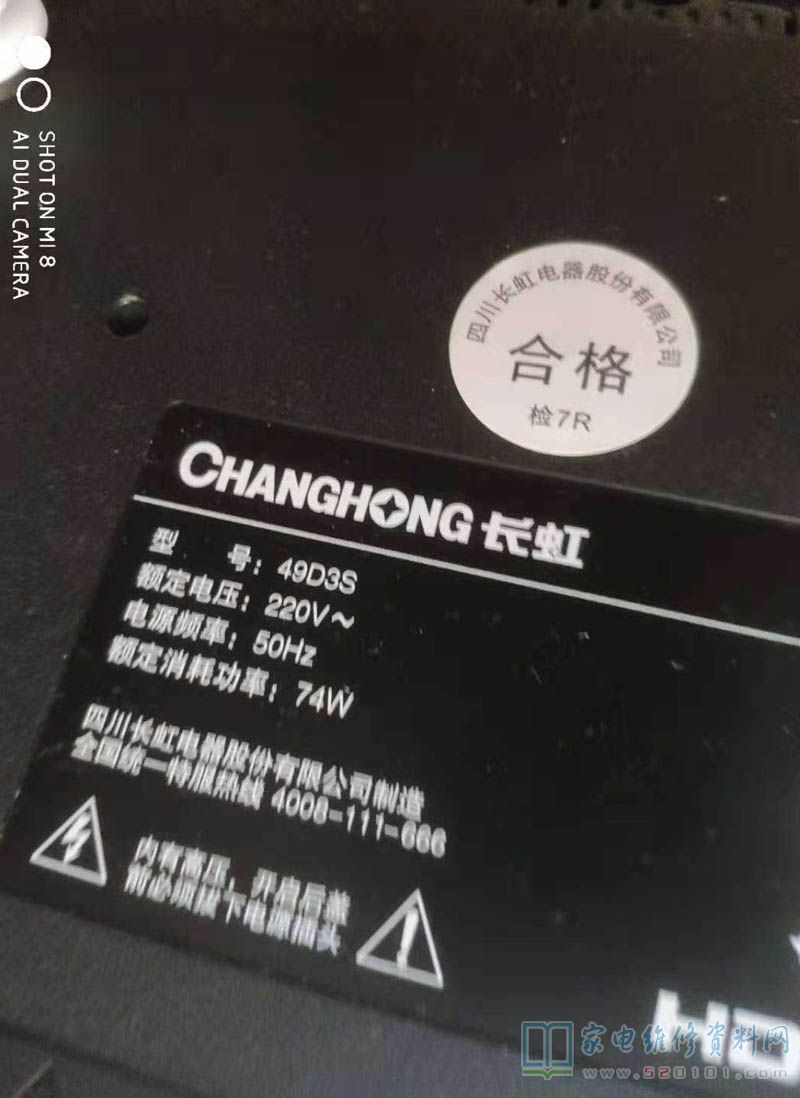 SHOT ON MI 8
AI DUAL CAMERA
四川长虹电器股份有限公司
合格
检7R
CHANGHONG 长虹
型 号: 49D3S
额定电压: 220V～
电源频率: 50Hz
额定消耗功率: 74W
四川长虹电器股份有限公司制造
全国统一特服热线 4008-111-666
内有高压，开启后盖
前必须拔下电源插头
家电维修资料网
www.520101.com